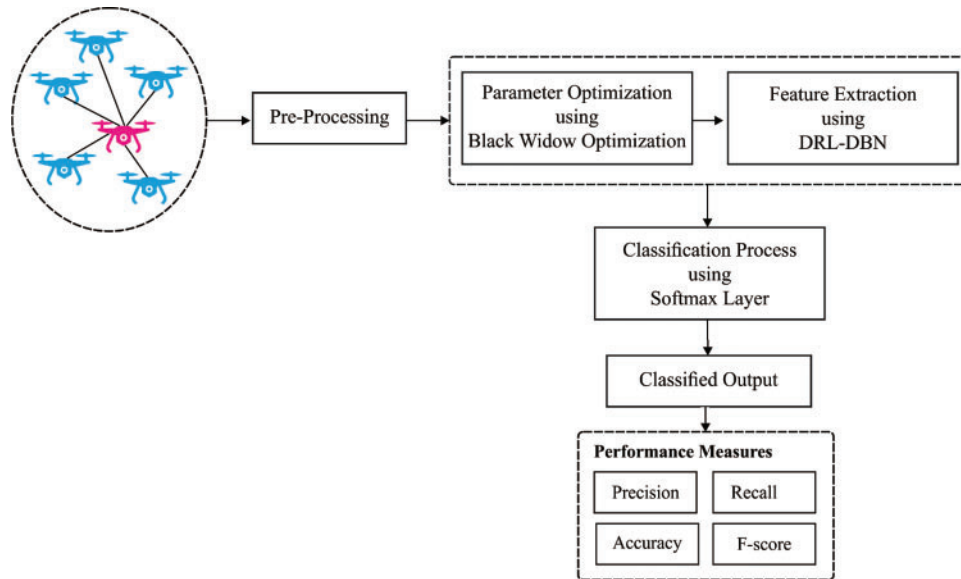 Pre-Processing
Parameter Optimization
using
Black Widow Optimization
Feature Extraction
using
DRL-DBN
Classification Process
using
Softmax Layer
Classified Output
Performance Measures
Precision
Recall
Accuracy
F-score